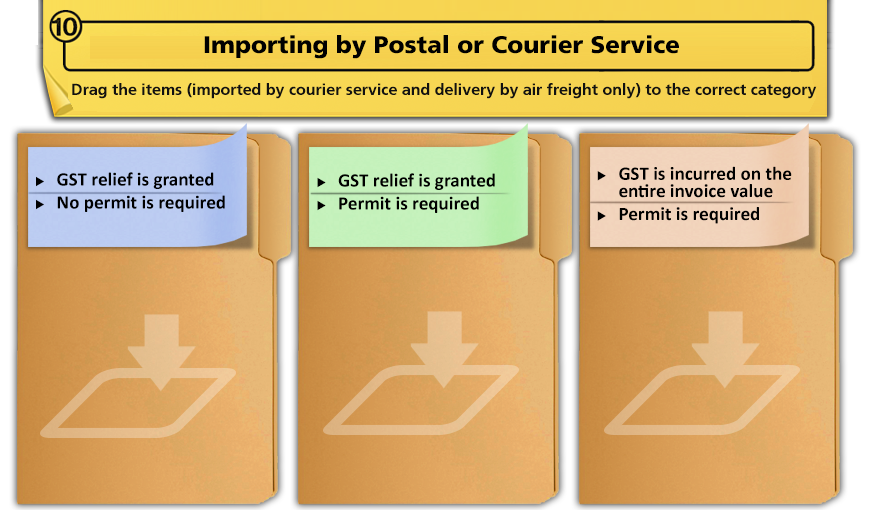 10
Importing by Postal or Courier Service
Drag the items (imported by courier service and delivery by air freight only) to the correct category
GST relief is granted
No permit is required
GST relief is granted
Permit is required
GST is incurred on the
entire invoice value
Permit is required